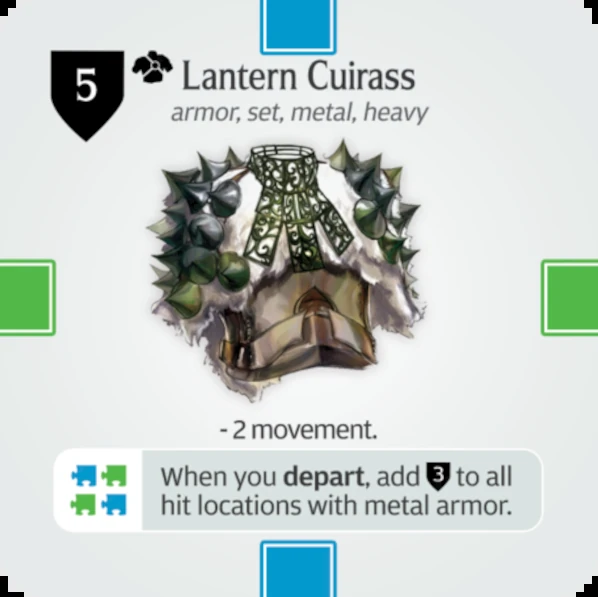 5
Lantern Cuirass
armor, set, metal, heavy
- 2 movement.
When you depart, add 3 to all
hit locations with metal armor.